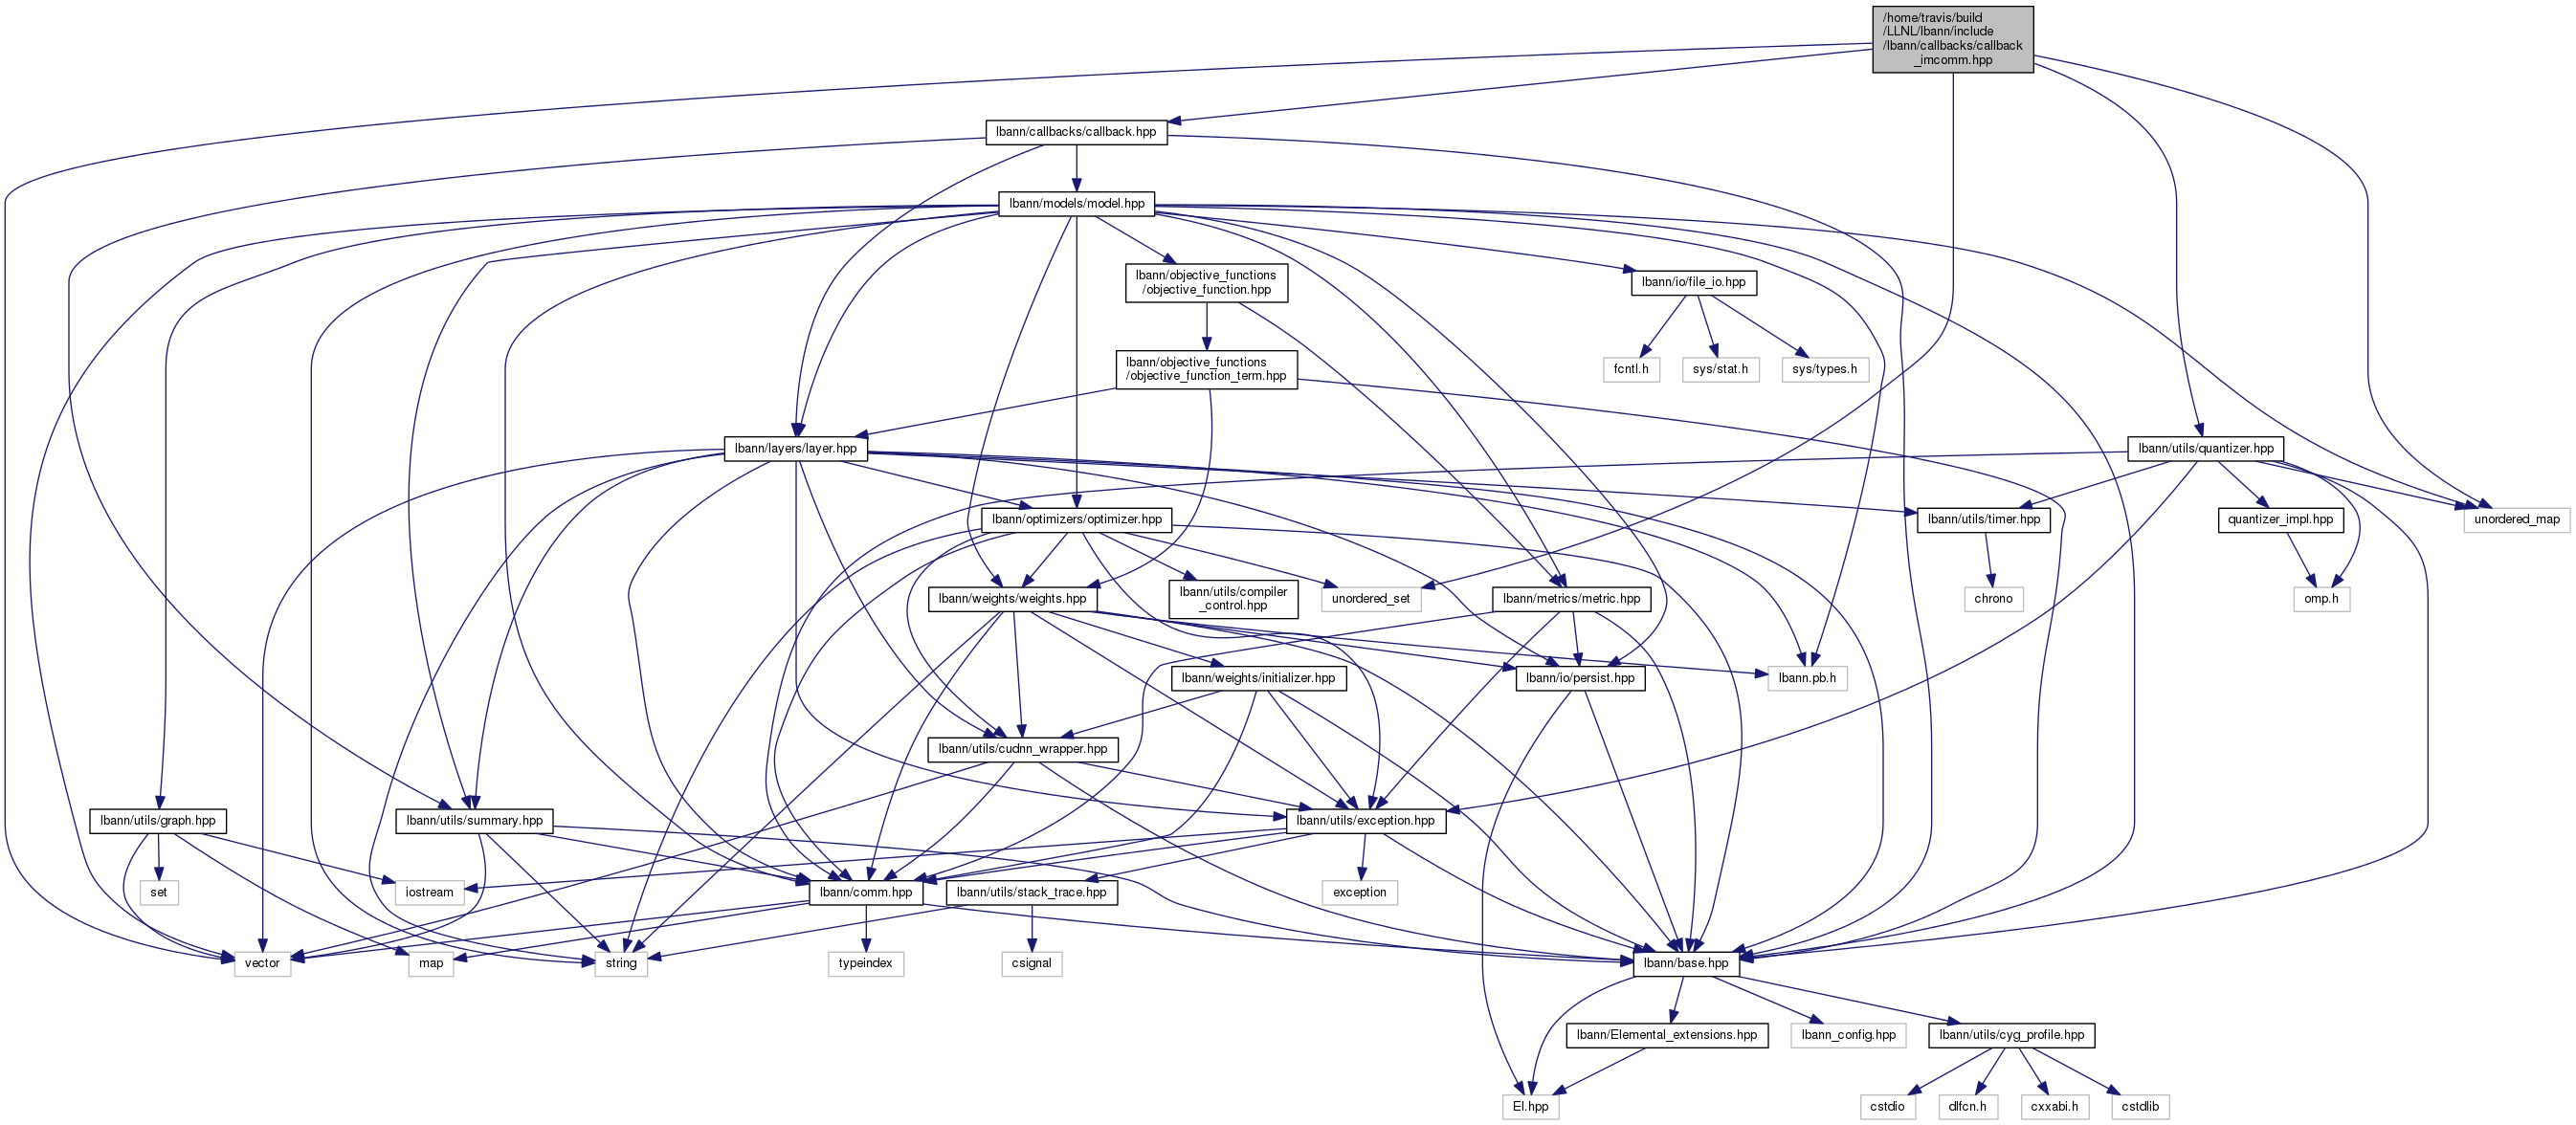 /home/travis/build
/LLNL/lbann/include
/lbann/callbacks/callback
_imcomm.hpp
lbann/callbacks/callback.hpp
lbann/models/model.hpp
lbann/objective_functions
/objective_function.hpp
lbann/io/file_io.hpp
lbann/objective_functions
/objective_function_term.hpp
fcntl.h
sys/stat.h
sys/types.h
lbann/layers/layer.hpp
lbann/utils/quantizer.hpp
lbann/optimizers/optimizer.hpp
lbann/utils/timer.hpp
quantizer_impl.hpp
unordered_map
lbann/weights/weights.hpp
lbann/utils/compiler
_control.hpp
unordered_set
lbann/metrics/metric.hpp
chrono
omp.h
lbann/weights/initializer.hpp
lbann/io/persist.hpp
lbann.pb.h
lbann/utils/cudnn_wrapper.hpp
lbann/utils/graph.hpp
lbann/utils/summary.hpp
lbann/utils/exception.hpp
set
iostream
lbann/comm.hpp
lbann/utils/stack_trace.hpp
exception
vector
map
string
typeindex
csignal
lbann/base.hpp
lbann/Elemental_extensions.hpp
lbann_config.hpp
lbann/utils/cyg_profile.hpp
El.hpp
cstdio
dlfcn.h
cxxabi.h
cstdlib